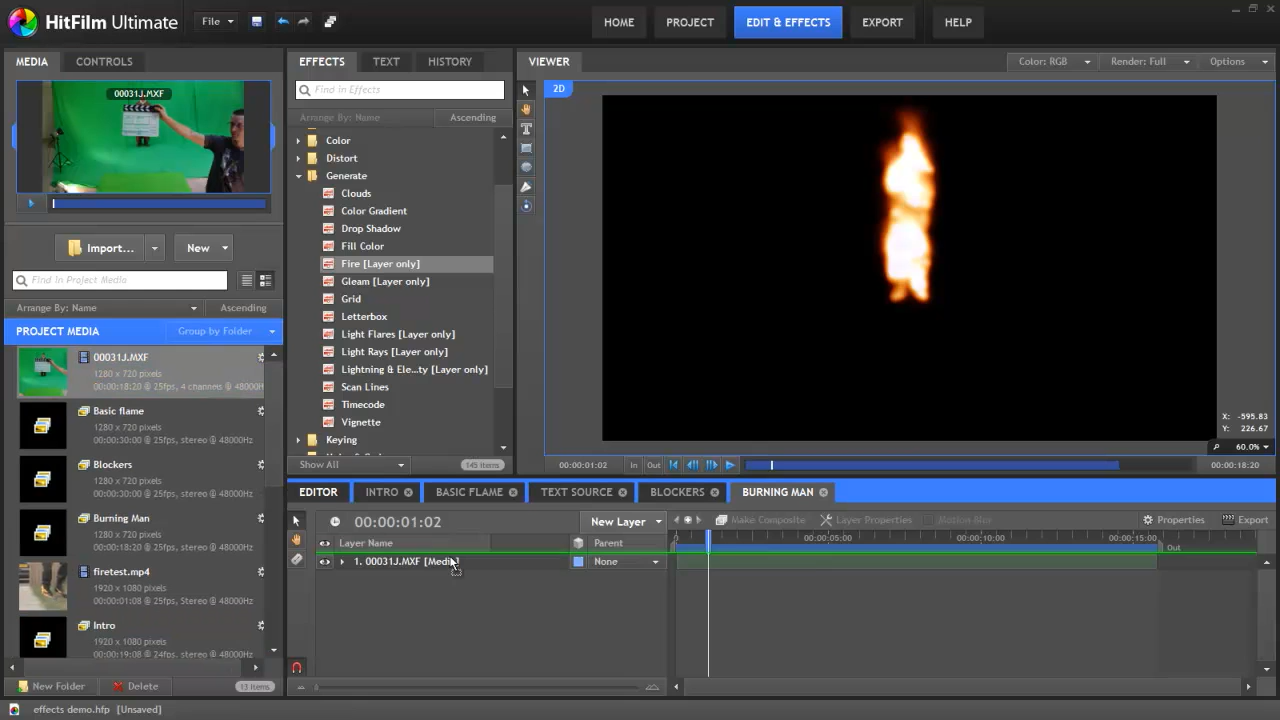 HitFilm Ultimate
File
HOME
PROJECT
EDIT & EFFECTS
EXPORT
HELP
MEDIA
CONTROLS
00031J.MXF
Import...
New
Find in Project Media
Arrange By: Name
Ascending
PROJECT MEDIA
Group by Folder
00031J.MXF
1280 x 720 pixels
00:00:18:20 @ 25fps, 4 channels @ 48000H
Basic flame
1280 x 720 pixels
00:00:30:00 @ 25fps, Stereo @ 48000Hz
Blockers
1280 x 720 pixels
00:00:30:00 @ 25fps, Stereo @ 48000Hz
Burning Man
1280 x 720 pixels
00:00:18:20 @ 25fps, Stereo @ 48000Hz
firetest.mp4
1920 x 1080 pixels
00:00:01:08 @ 24fps, Stereo @ 48000Hz
Intro
1920 x 1080 pixels
00:00:19:08 @ 24fps, Stereo @ 48000Hz
New Folder
Delete
13 items
effects demo.hfp
[Unsaved]
EFFECTS
TEXT
HISTORY
Find in Effects
Arrange By: Name
Ascending
Color
Distort
Generate
Clouds
Color Gradient
Drop Shadow
Fill Color
Fire [Layer only]
Gleam [Layer only]
Grid
Letterbox
Light Flares [Layer only]
Light Rays [Layer only]
Lightning & Ele...ty [Layer only]
Scan Lines
Timecode
Vignette
Keying
Show All
145 items
VIEWER
Color: RGB
Render: Full
Options
2D
X: -595.83
Y: 226.67
60.0%
00:00:01:02
In
Out
00:00:18:20
EDITOR
INTRO
BASIC FLAME
TEXT SOURCE
BLOCKERS
BURNING MAN
00:00:01:02
New Layer
Make Composite
Layer Properties
Motion Blur
Properties
Export
Layer Name
Parent
0
00:00:05:00
00:00:10:00
00:00:15:00
Out
1. 00031J.MXF [Media]
None